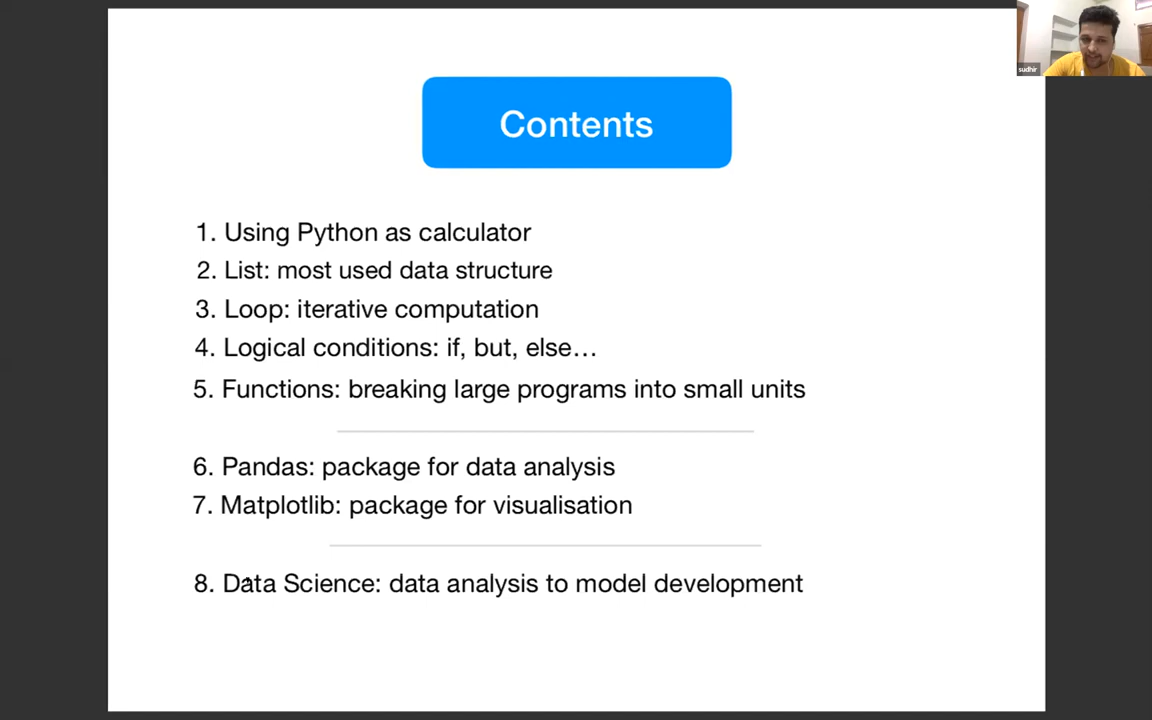 sudhir
Contents
1. Using Python as calculator
2. List: most used data structure
3. Loop: iterative computation
4. Logical conditions: if, but, else…
5. Functions: breaking large programs into small units
6. Pandas: package for data analysis
7. Matplotlib: package for visualisation
8. Data Science: data analysis to model development